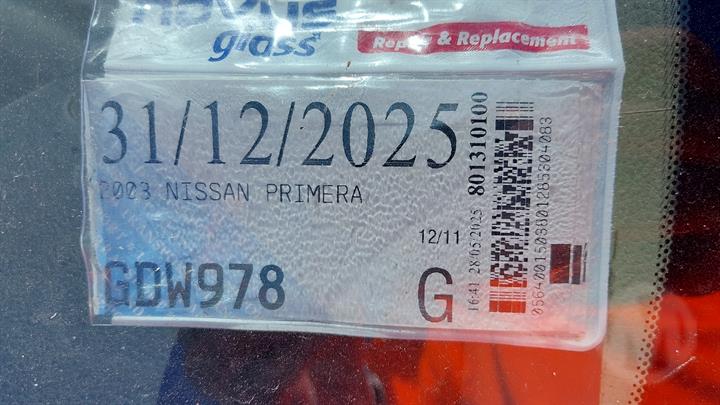 glass
Repair & Replacement
31/12/2025
2003 NISSAN PRIMERA
12/11
GDW978
G
16:41 28/05/2025 801310100